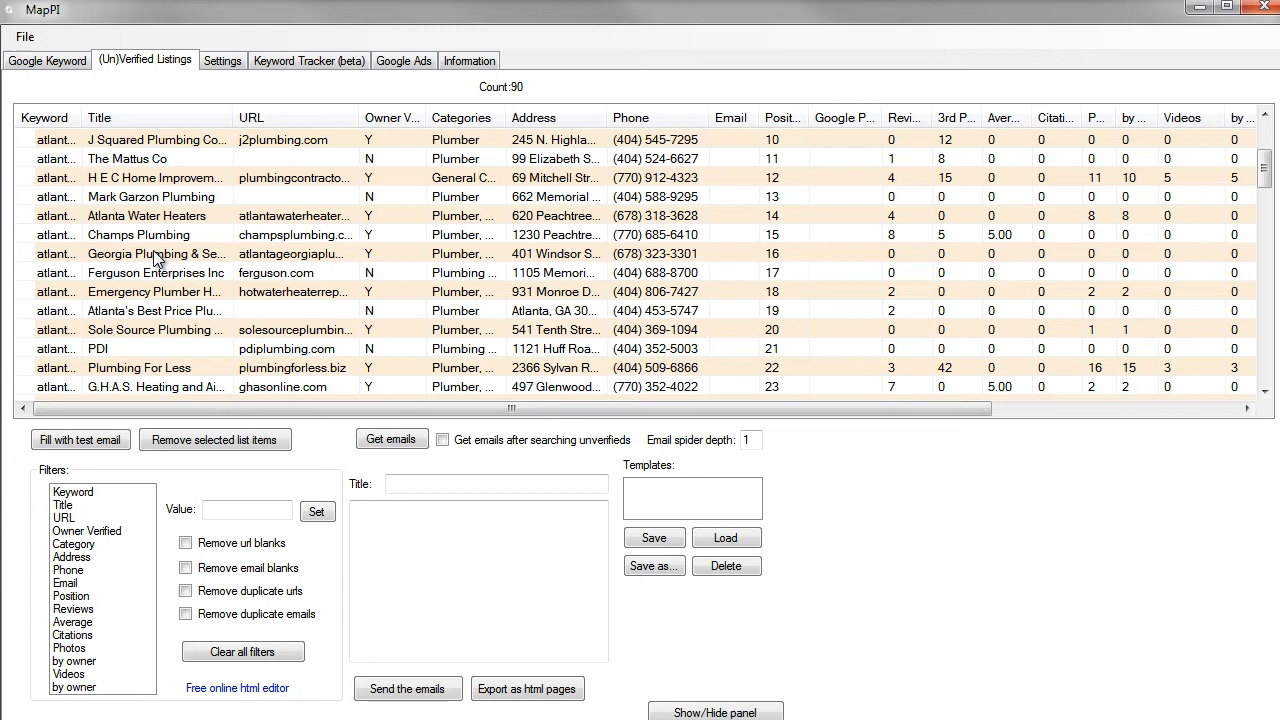 MapPI
File
Google Keyword (Un)Verified Listings Settings Keyword Tracker (beta) Google Ads Information
Count:90
Keyword Title URL Owner V... Categories Address Phone Email Posit... Google P... Revi... 3rd P... Aver... Citati... P... by ... Videos by ...
atlant... J Squared Plumbing Co... j2plumbing.com Y Plumber 245 N. Highla... (404) 545-7295 10 0 12 0 0 0 0 0 0
atlant... The Mattus Co N Plumber 99 Elizabeth S... (404) 524-6627 11 1 8 0 0 0 0 0 0
atlant... H E C Home Improvem... plumbingcontracto... Y General C... 69 Mitchell Str... (770) 912-4323 12 4 15 0 0 11 10 5 5
atlant... Mark Garzon Plumbing N Plumber 662 Memorial ... (404) 588-9295 13 0 0 0 0 0 0 0 0
atlant... Atlanta Water Heaters atlantawaterheater... Y Plumber, ... 620 Peachtree... (678) 318-3628 14 4 0 0 0 8 8 0 0
atlant... Champs Plumbing champsplumbing.c... Y Plumber 1230 Peachtre... (770) 685-6410 15 8 5 5.00 0 0 0 0 0
atlant... Georgia Plumbing & Se... atlantageorgiaplu... Y Plumber, ... 401 Windsor S... (678) 323-3301 16 0 0 0 0 0 0 0 0
atlant... Ferguson Enterprises Inc ferguson.com N Plumbing ... 1105 Memori... (404) 688-8700 17 0 0 0 0 0 0 0 0
atlant... Emergency Plumber H... hotwaterheaterrep... Y Plumber, ... 931 Monroe D... (404) 806-7427 18 2 0 0 0 2 2 0 0
atlant... Atlanta's Best Price Plu... N Plumber Atlanta, GA 30... (404) 453-5747 19 2 0 0 0 0 0 0 0
atlant... Sole Source Plumbing ... solesourceplumbin... Y Plumber, ... 541 Tenth Stre... (404) 369-1094 20 0 0 0 0 1 1 0 0
atlant... PDI pdiplumbing.com N Plumbing ... 1121 Huff Roa... (404) 352-5003 21 0 0 0 0 0 0 0 0
atlant... Plumbing For Less plumbingforless.biz Y Plumber, ... 2366 Sylvan R... (404) 509-6866 22 3 42 0 0 16 15 3 3
atlant... G.H.A.S. Heating and Ai... ghasonline.com Y Plumber, ... 497 Glenwood... (770) 352-4022 23 7 0 5.00 0 2 2 0 0
Fill with test email Remove selected list items Get emails Get emails after searching unverifieds Email spider depth: 1
Filters:
Keyword
Title
URL
Owner Verified
Category
Address
Phone
Email
Position
Reviews
Average
Citations
Photos
by owner
Videos
by owner
Value: Set
Remove url blanks
Remove email blanks
Remove duplicate urls
Remove duplicate emails
Clear all filters
Free online html editor
Title:
Send the emails Export as html pages
Templates:
Save Load
Save as... Delete
Show/Hide panel